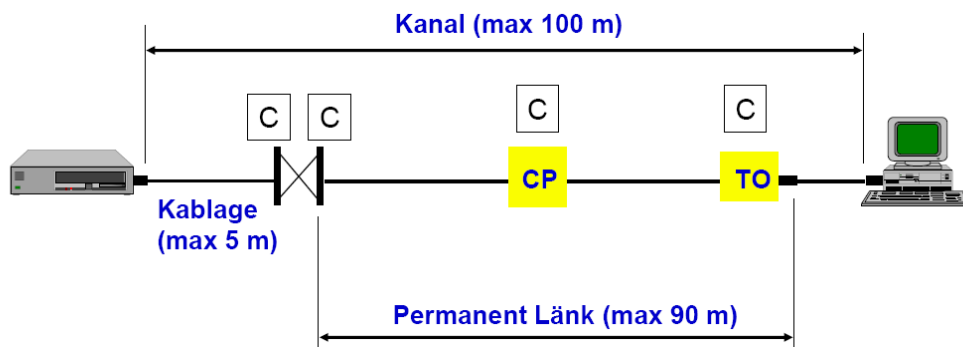 Kanal (max 100 m)
C
C
C
C
CP
TO
Kablage
(max 5 m)
Permanent Länk (max 90 m)